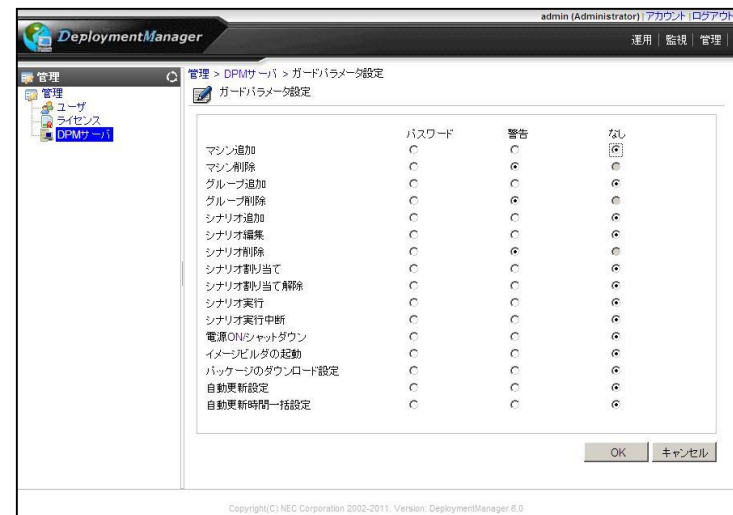 admin (Administrator) | アカウント | ログアウト
DeploymentManager
運用 | 監視 | 管理 |
管理
管理 > DPMサーバ > ガードパラメータ設定
管理
ガードパラメータ設定
ユーザ
ライセンス
DPMサーバ
パスワード 警告 なし
マシン追加
マシン削除
グループ追加
グループ削除
シナリオ追加
シナリオ編集
シナリオ削除
シナリオ割り当て
シナリオ割り当て解除
シナリオ実行
シナリオ実行中断
電源ON/シャットダウン
イメージビルダの起動
パッケージのダウンロード設定
自動更新設定
自動更新時間一括設定
OK キャンセル
Copyright(C) NEC Corporation 2002-2011. Version: DeploymentManager 6.0